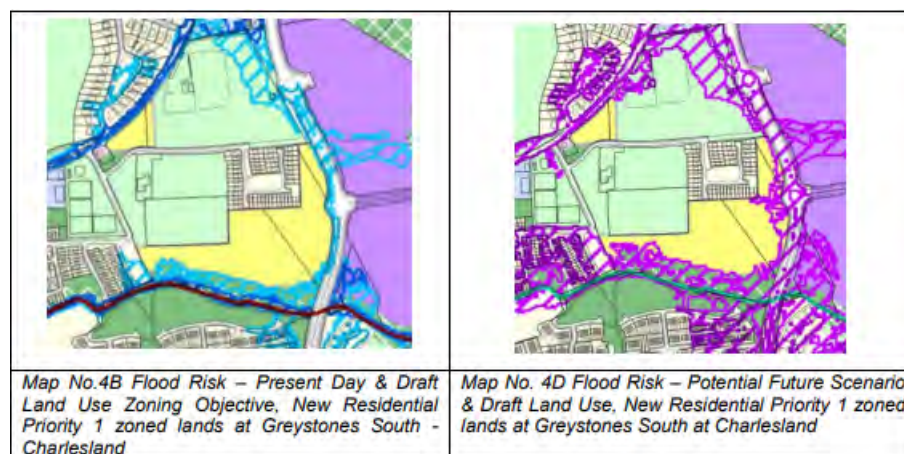 Map No.4B Flood Risk – Present Day & Draft
Land Use Zoning Objective, New Residential
Priority 1 zoned lands at Greystones South -
Charlesland
Map No. 4D Flood Risk – Potential Future Scenario
& Draft Land Use, New Residential Priority 1 zoned
lands at Greystones South at Charlesland